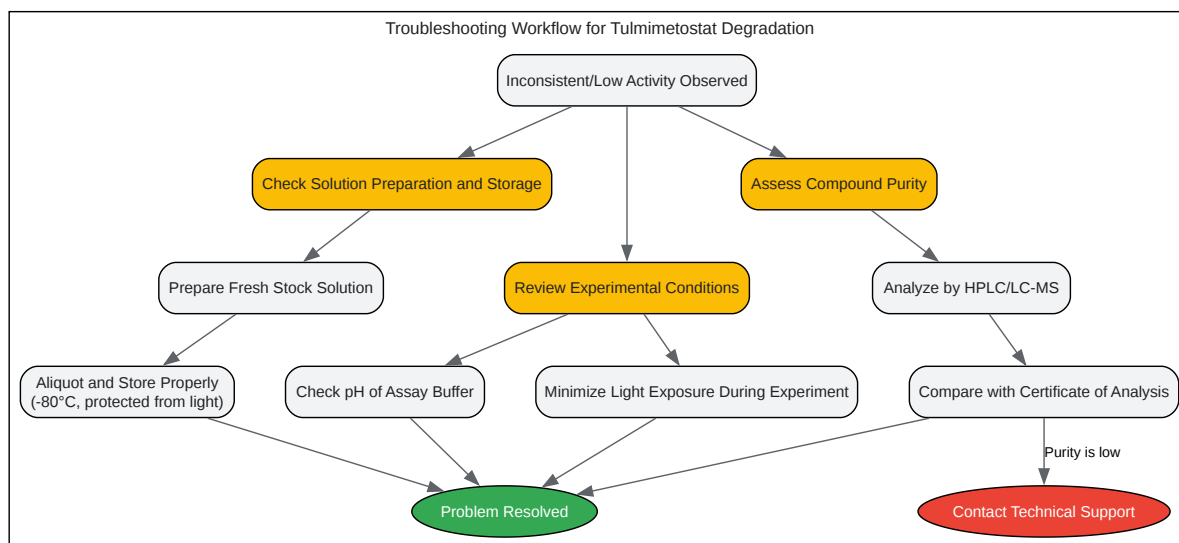 Troubleshooting Workflow for Tulmimetostat Degradation
Inconsistent/Low Activity Observed
Check Solution Preparation and Storage
Assess Compound Purity
Prepare Fresh Stock Solution
Review Experimental Conditions
Analyze by HPLC/LC-MS
Aliquot and Store Properly
(-80°C, protected from light)
Check pH of Assay Buffer
Minimize Light Exposure During Experiment
Compare with Certificate of Analysis
Purity is low
Problem Resolved
Contact Technical Support